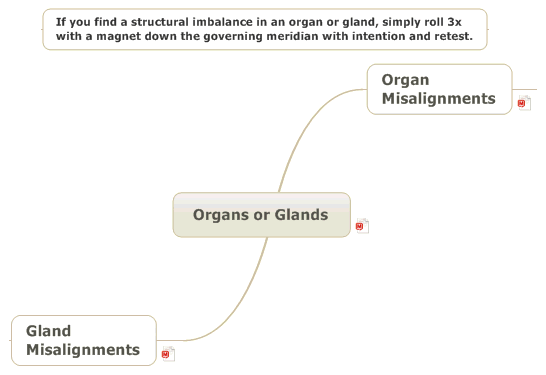 If you find a structural imbalance in an organ or gland, simply roll 3x
with a magnet down the governing meridian with intention and retest.
Organ
Misalignments
Organs or Glands
Gland
Misalignments